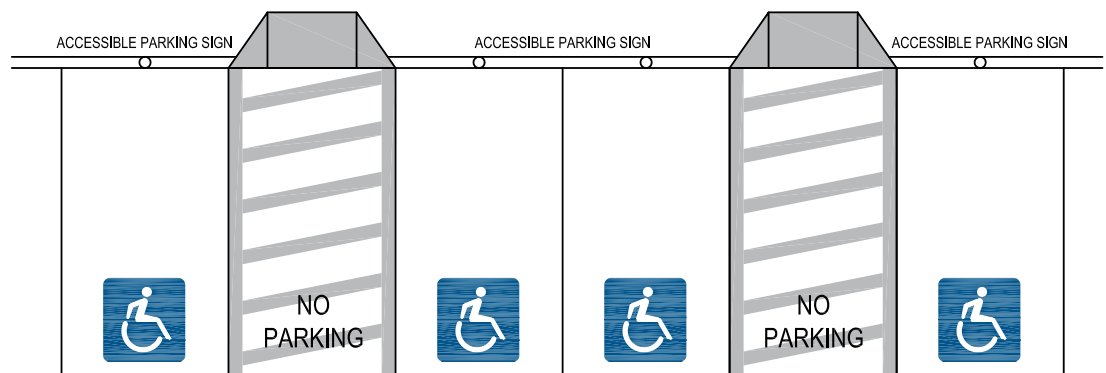 ACCESSIBLE PARKING SIGN
ACCESSIBLE PARKING SIGN
ACCESSIBLE PARKING SIGN
NO
PARKING
NO
PARKING